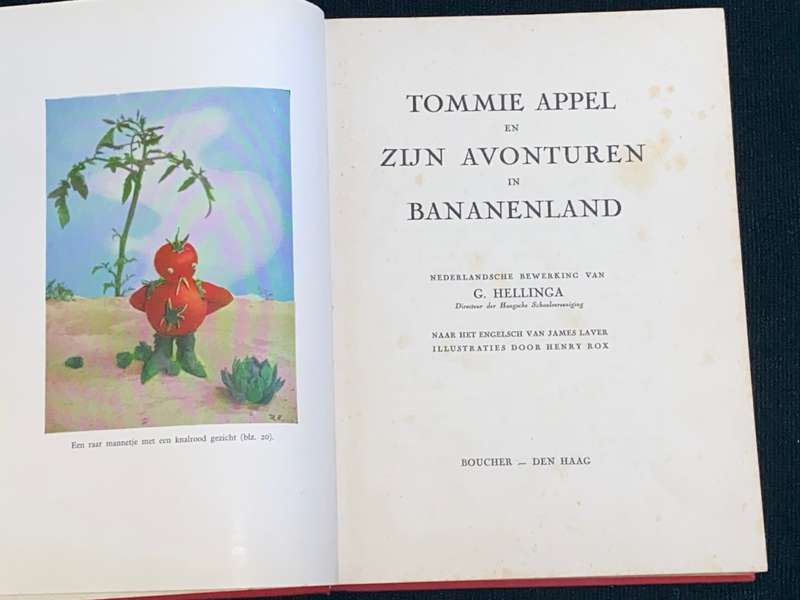 Een raar mannetje met een knalrood gezicht (blz. 20).
TOMMIE APPEL
EN
ZIJN AVONTUREN
IN
BANANENLAND
NEDERLANDSCHE BEWERKING VAN
G. HELLINGA
Directeur der Haagsche Schoolvereeniging
NAAR HET ENGELSCH VAN JAMES LAVER
ILLUSTRATIES DOOR HENRY ROX
BOUCHER — DEN HAAG